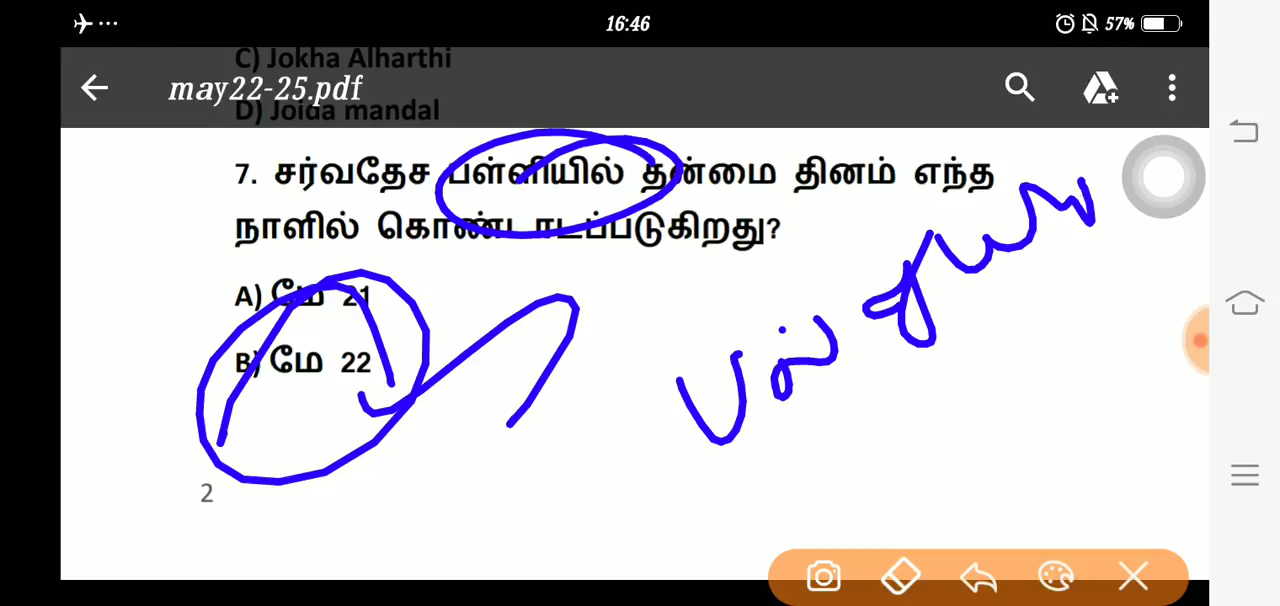 16:46
57%
C) Jokha Alharthi
may22-25.pdf
D) Joida mandal
7. சர்வதேச பள்ளியில் தன்மை தினம் எந்த
நாளில் கொண்டாடப்படுகிறது?
A) மே 21
B) மே 22
2